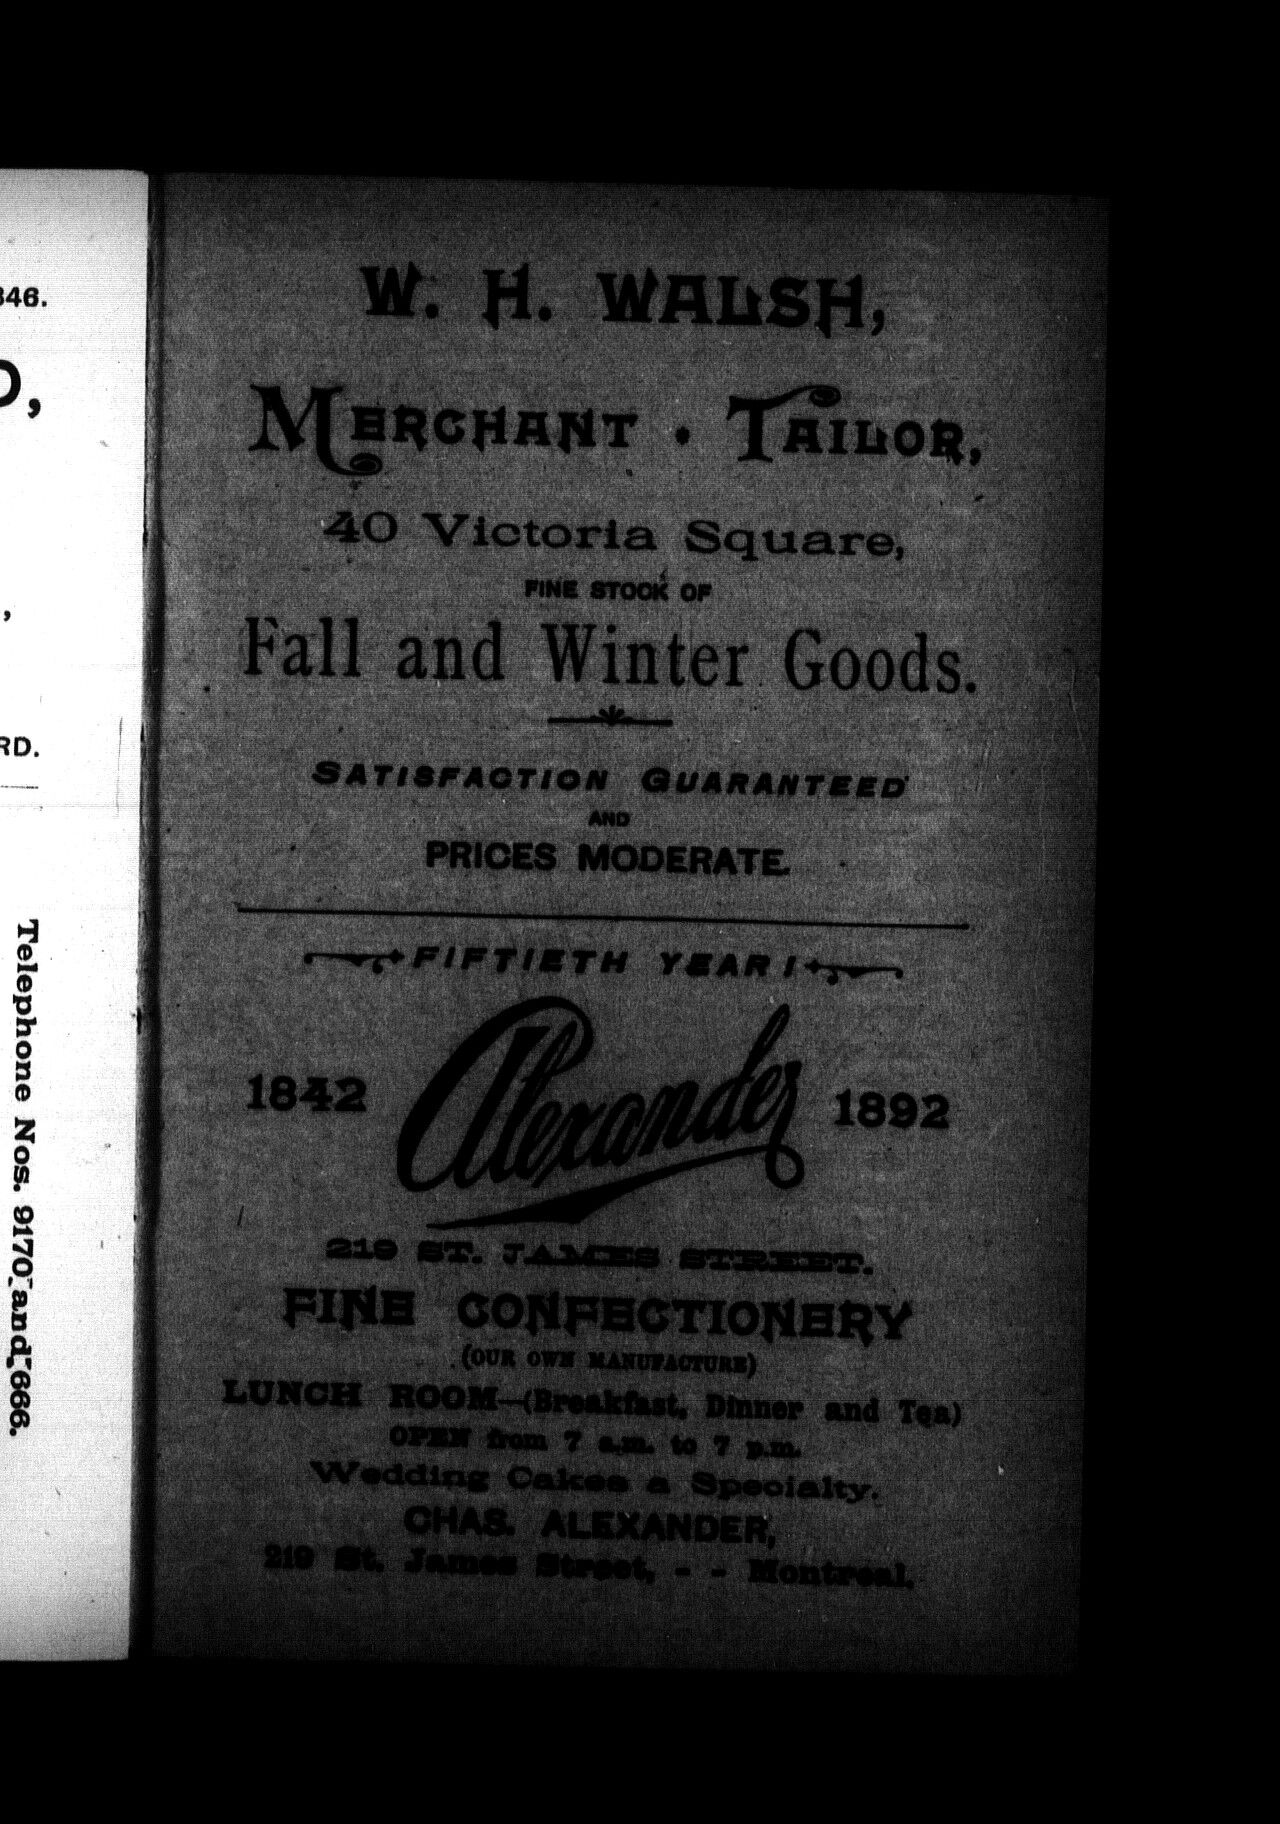 346.
D,
,
RD.
Telephone Nos. 9170 and 666.
W. H. WALSH,
MERCHANT • TAILOR,
40 Victoria Square,
FINE STOCK OF
Fall and Winter Goods.
SATISFACTION GUARANTEED
AND
PRICES MODERATE.
FIFTIETH YEAR!
1842 Alexander 1892
219 ST. JAMES STREET.
FINE CONFECTIONERY
(OUR OWN MANUFACTURE)
LUNCH ROOM—(Breakfast, Dinner and Tea)
OPEN from 7 a.m. to 7 p.m.
Wedding Cakes a Specialty.
CHAS. ALEXANDER,
219 St. James Street, - - Montreal.